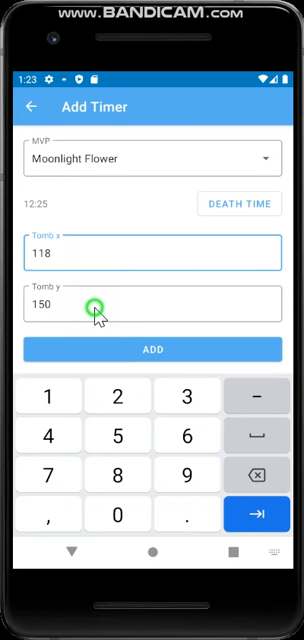 www.BANDICAM.com
1:23
Add Timer
MVP
Moonlight Flower
12:25
DEATH TIME
Tomb x
118
Tomb y
150
ADD
1 2 3 -
4 5 6
7 8 9
, 0 .